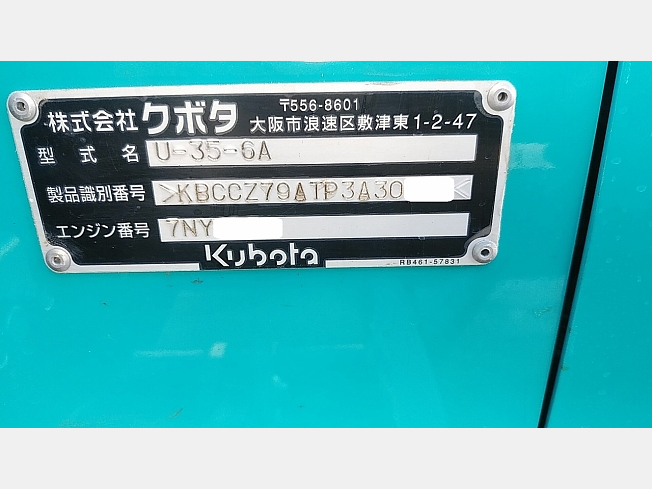 株式会社クボタ 〒556-8601
大阪市浪速区敷津東1-2-47
型式名 U-35-6A
製品識別番号 >KBCCZ79ATP3A30 <
エンジン番号 7NY
Kubota
RB461-57831